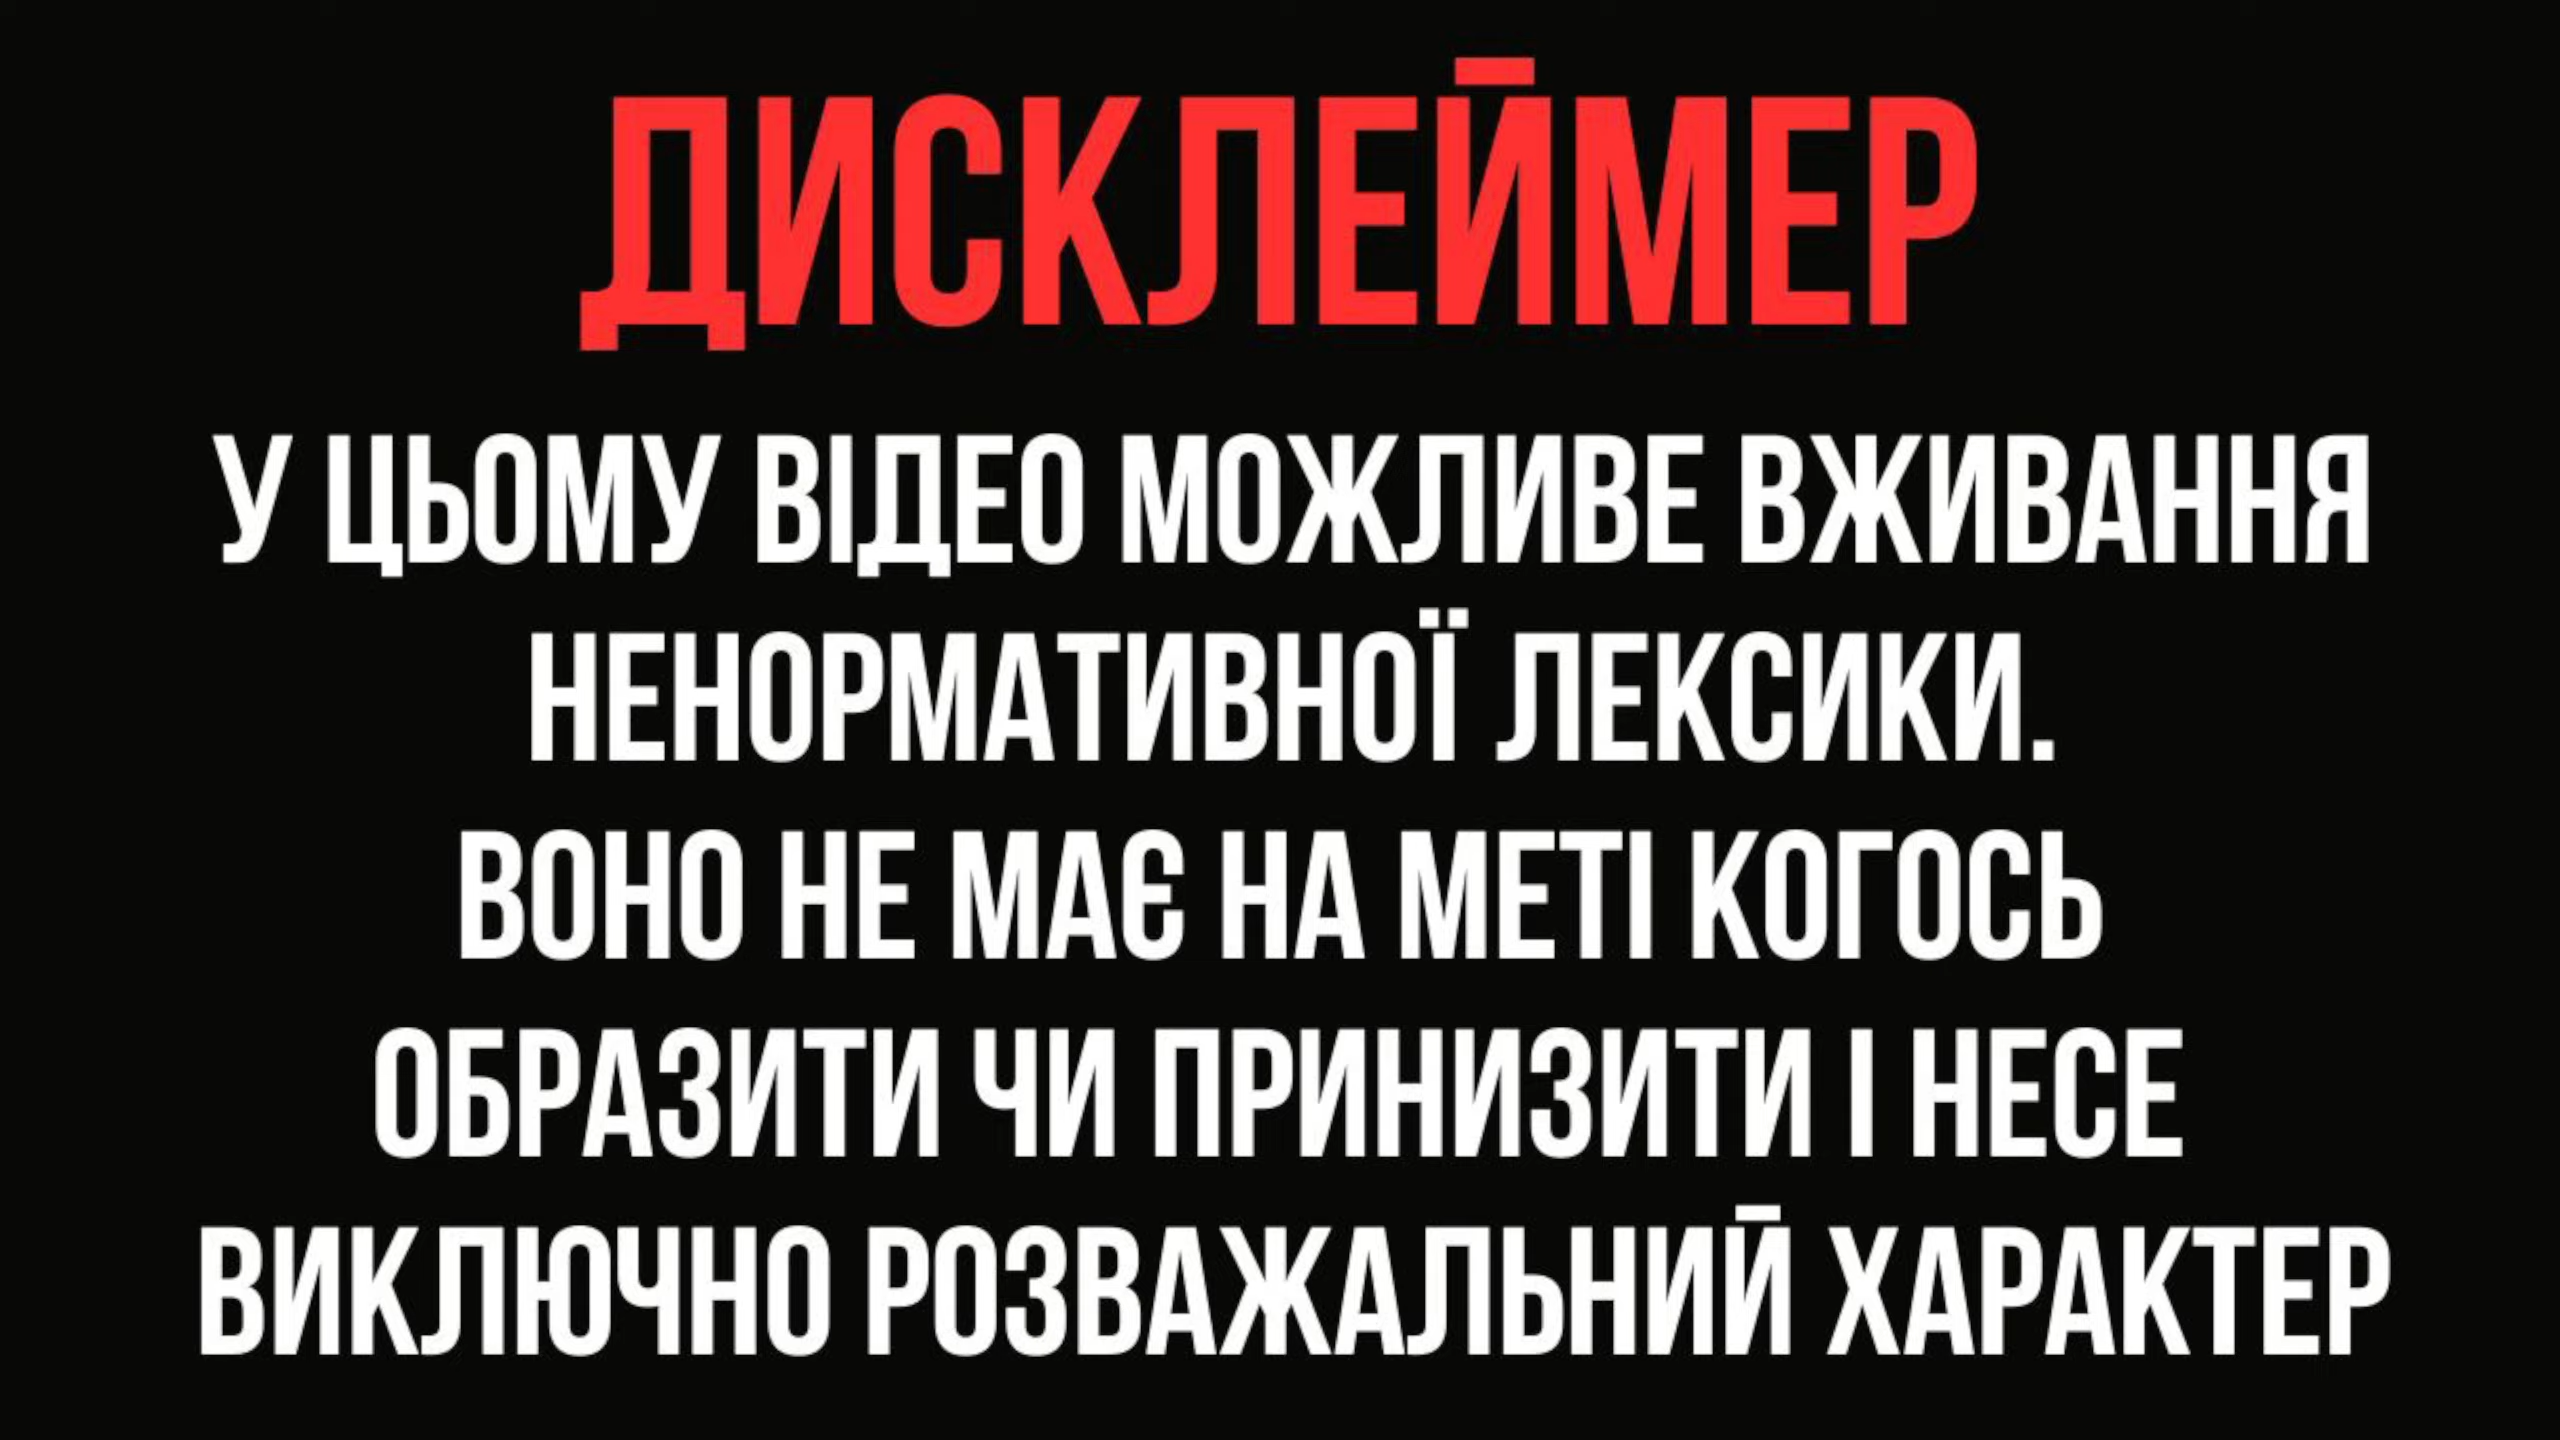 ДИСКЛЕЙМЕР
У ЦЬОМУ ВІДЕО МОЖЛИВЕ ВЖИВАННЯ
НЕНОРМАТИВНОЇ ЛЕКСИКИ.
ВОНО НЕ МАЄ НА МЕТІ КОГОСЬ
ОБРАЗИТИ ЧИ ПРИНИЗИТИ І НЕСЕ
ВИКЛЮЧНО РОЗВАЖАЛЬНИЙ ХАРАКТЕР